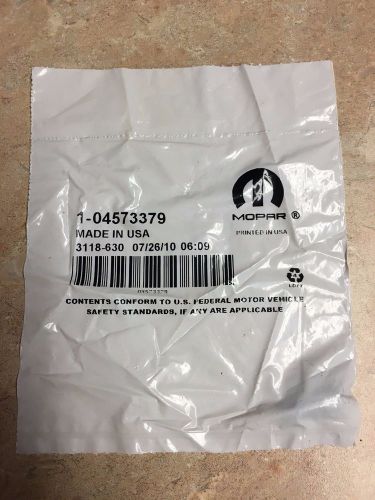 1-04573379
MADE IN USA
3118-630 07/26/10 06:09
04573379
MOPAR ®
PRINTED IN USA
CONTENTS CONFORM TO U.S. FEDERAL MOTOR VEHICLE
SAFETY STANDARDS, IF ANY ARE APPLICABLE